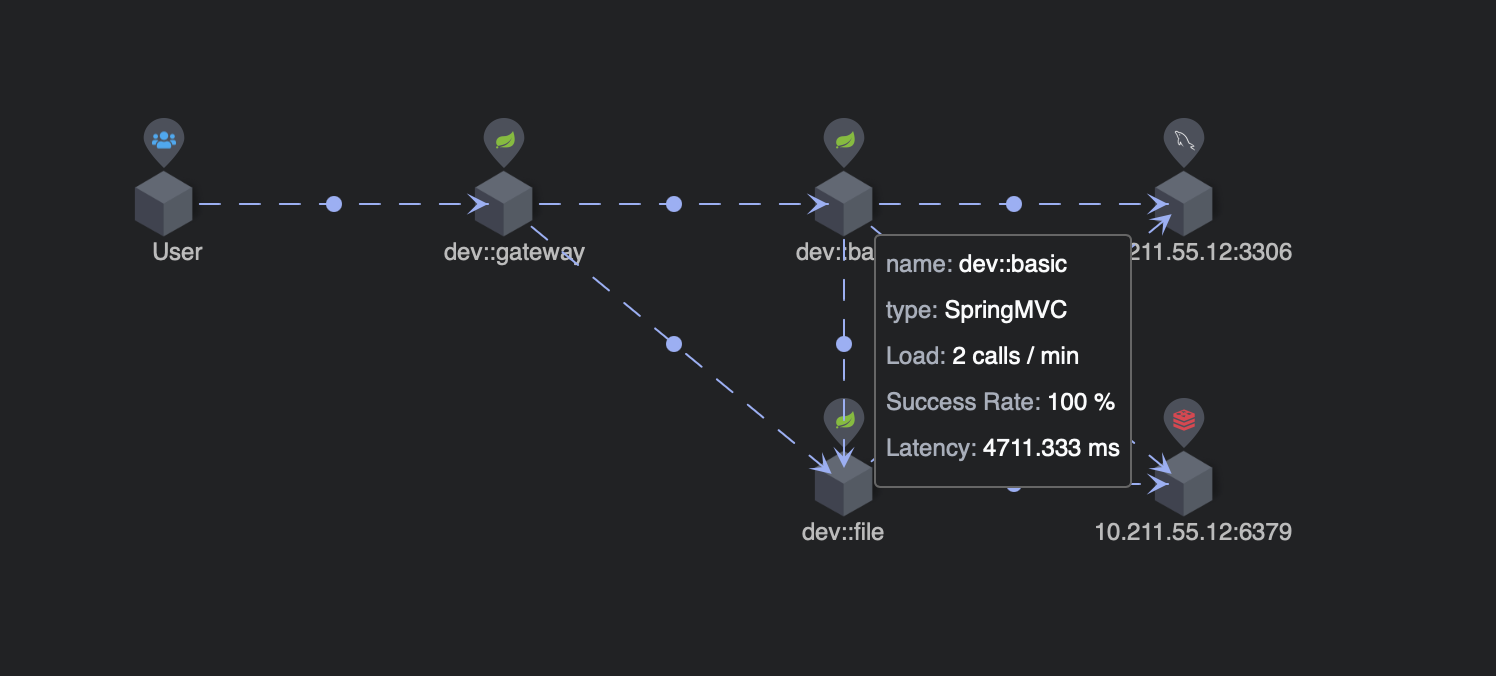 User
dev::gateway
dev::ba
211.55.12:3306
name: dev::basic
type: SpringMVC
Load: 2 calls / min
Success Rate: 100 %
Latency: 4711.333 ms
dev::file
10.211.55.12:6379